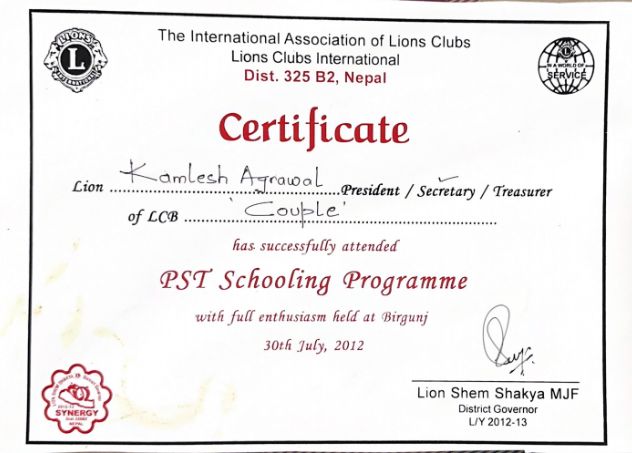 The International Association of Lions Clubs
Lions Clubs International
Dist. 325 B2, Nepal
LIONS
L
INTERNATIONAL
L
IN A WORLD OF
SERVICE
Certificate
Lion Kamlesh Agrawal President / Secretary / Treasurer
of LCB 'Couple'
has successfully attended
PST Schooling Programme
with full enthusiasm held at Birgunj
30th July, 2012
SYNERGY
NEPAL
Lion Shem Shakya MJF
District Governor
L/Y 2012-13